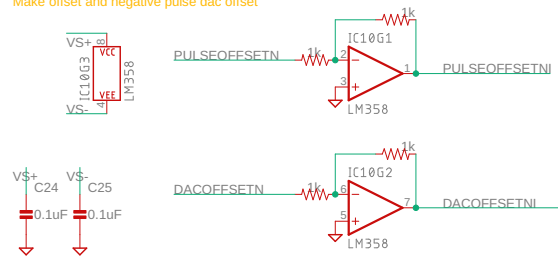 Make offset and negative pulse dac offset
VS+
8
VCC
IC10G3
LM358
VEE
4
VS-
1k
IC10G1
PULSEOFFSETN
1k
2
1
PULSEOFFSETNI
3
LM358
1k
IC10G2
DACOFFSETN
1k
6
7
DACOFFSETNI
5
LM358
VS+
VS-
C24
C25
0.1uF
0.1uF